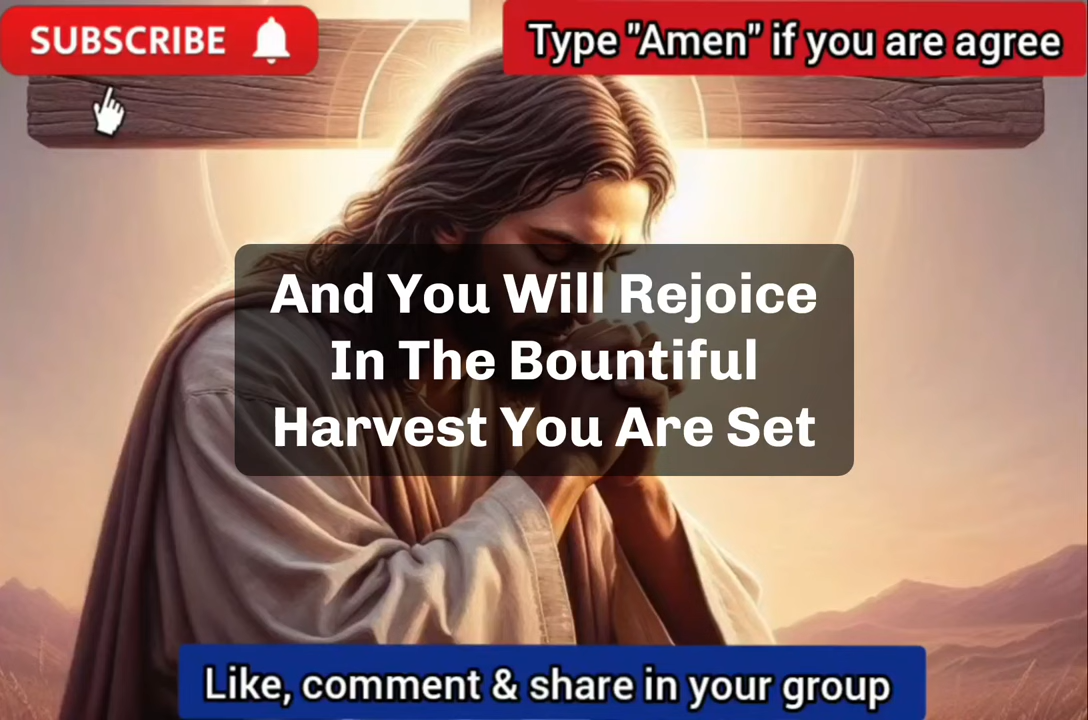 SUBSCRIBE
Type "Amen" if you are agree
And You Will Rejoice
In The Bountiful
Harvest You Are Set
Like, comment & share in your group